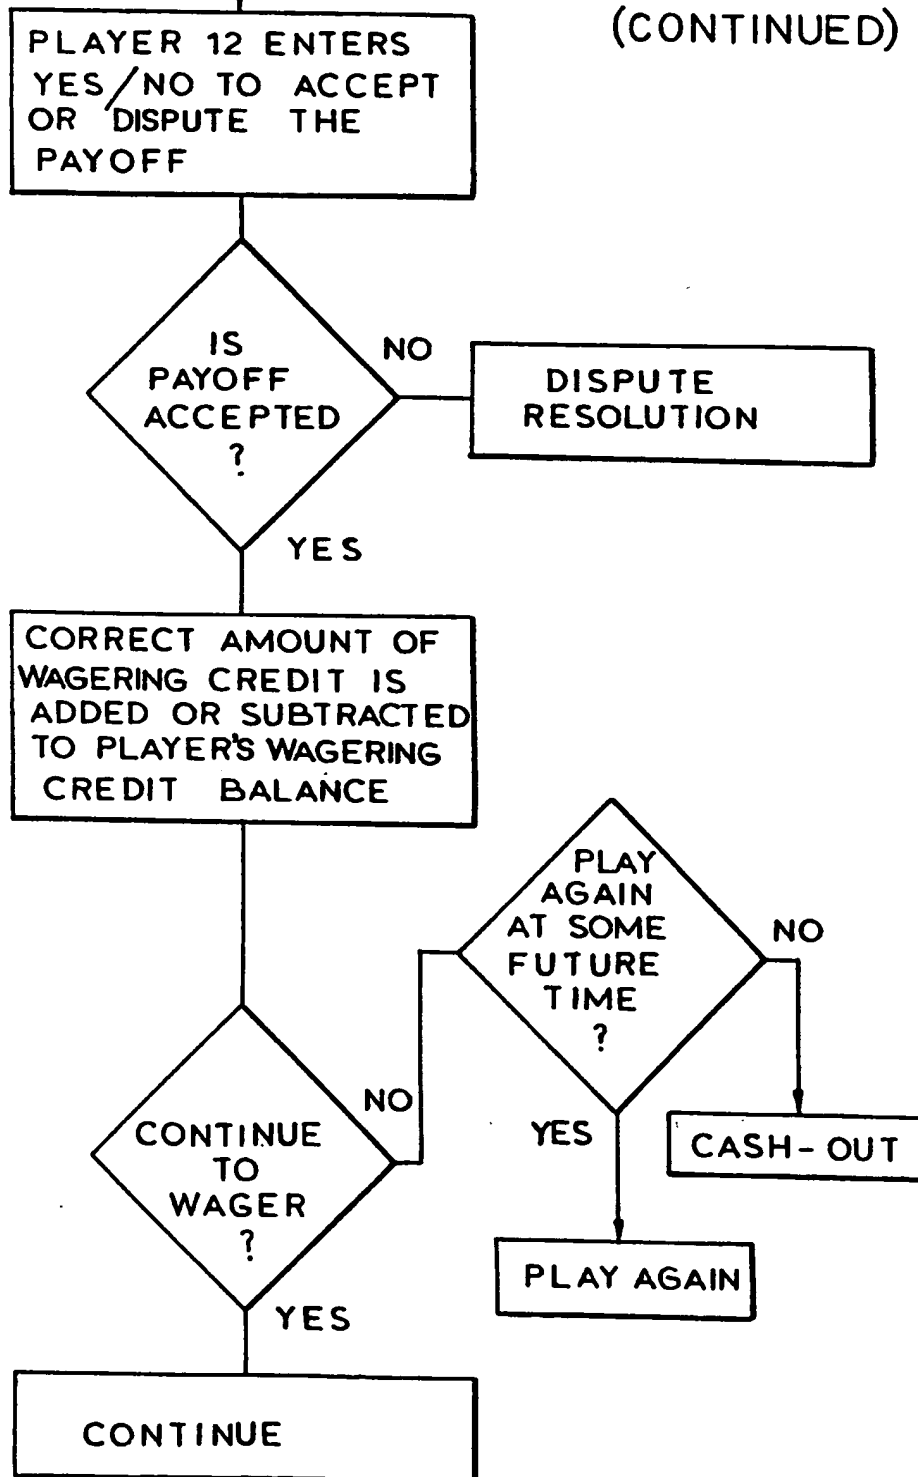 (CONTINUED)
PLAYER 12 ENTERS
YES/NO TO ACCEPT
OR DISPUTE THE
PAYOFF
IS
PAYOFF
ACCEPTED
?
NO
DISPUTE
RESOLUTION
YES
CORRECT AMOUNT OF
WAGERING CREDIT IS
ADDED OR SUBTRACTED
TO PLAYER'S WAGERING
CREDIT BALANCE
PLAY
AGAIN
AT SOME
FUTURE
TIME
?
NO
CONTINUE
TO
WAGER
?
NO
YES
CASH-OUT
PLAY AGAIN
YES
CONTINUE